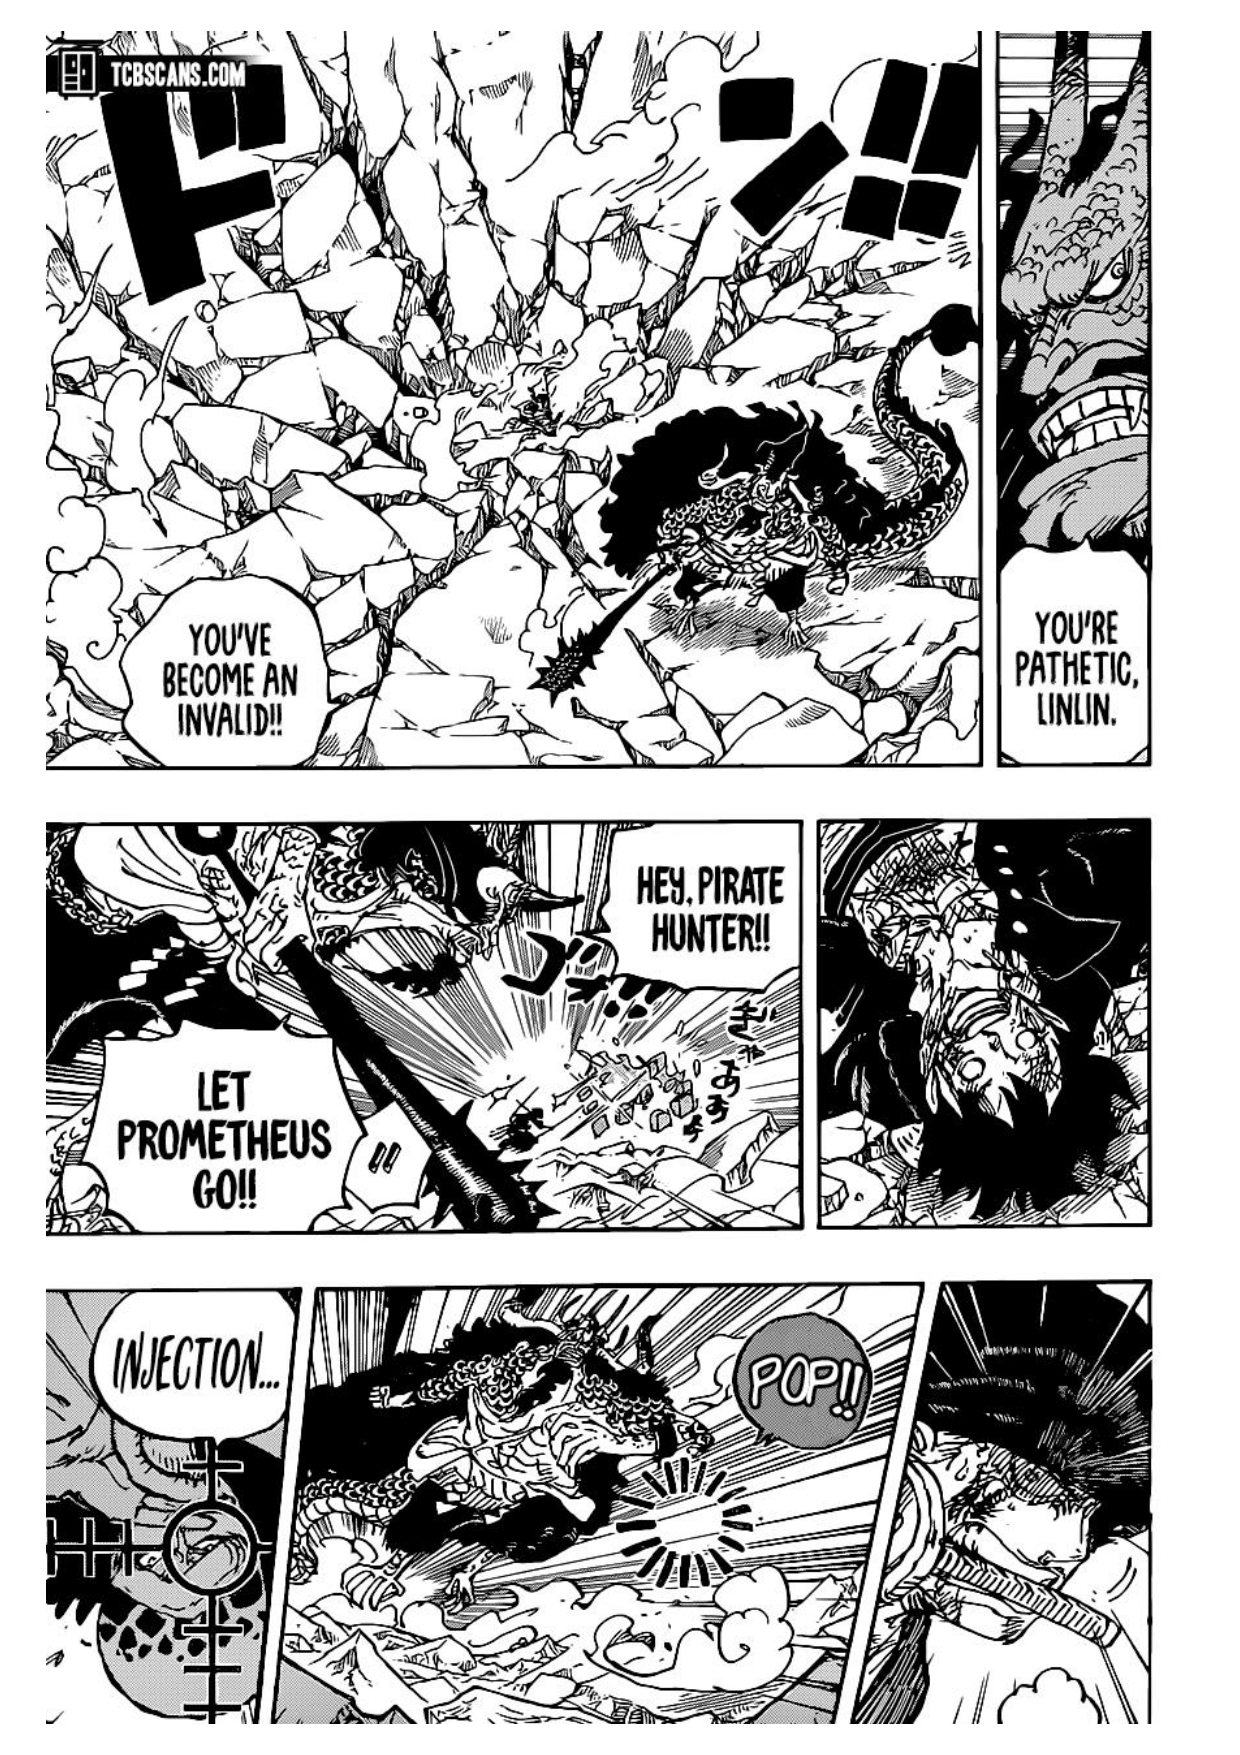 TCBSCANS.COM
ドン!!
YOU'RE
PATHETIC,
LINLIN.
YOU'VE
BECOME AN
INVALID!!
HEY, PIRATE
HUNTER!!
LET
PROMETHEUS
GO!!
!!
POP!!
INJECTION...